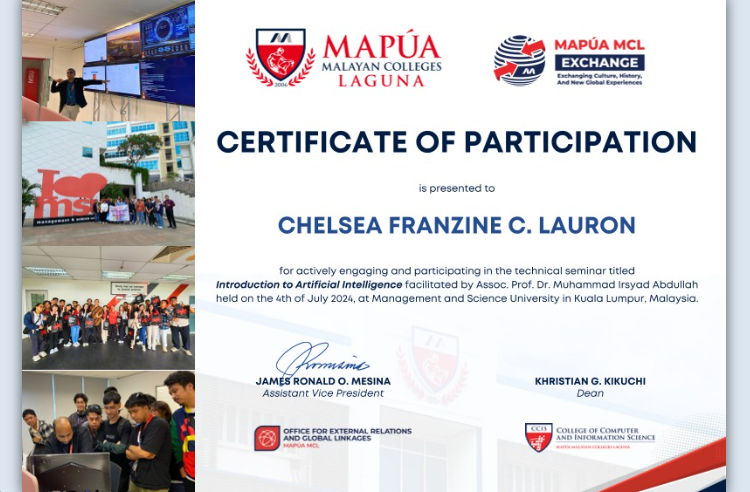 MAPÚA
MALAYAN COLLEGES
LAGUNA
2006
MAPÚA MCL
EXCHANGE
Exchanging Culture, History,
And New Global Experiences
CERTIFICATE OF PARTICIPATION
is presented to
CHELSEA FRANZINE C. LAURON
for actively engaging and participating in the technical seminar titled
Introduction to Artificial Intelligence facilitated by Assoc. Prof. Dr. Muhammad Irsyad Abdullah
held on the 4th of July 2024, at Management and Science University in Kuala Lumpur, Malaysia.
JAMES RONALD O. MESINA
Assistant Vice President
KHRISTIAN G. KIKUCHI
Dean
OFFICE FOR EXTERNAL RELATIONS
AND GLOBAL LINKAGES
MAPÚA MCL
CCIS
COLLEGE OF COMPUTER
AND INFORMATION SCIENCE
MAPÚA MALAYAN COLLEGES LAGUNA
I
msu